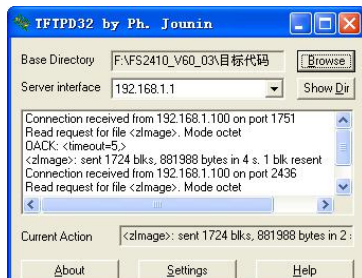 TFTPD32 by Ph. Jounin
Base Directory F:\FS2410_V60_03\目标代码 Browse
Server interface 192.168.1.1 Show Dir
Connection received from 192.168.1.100 on port 1751
Read request for file <zImage>. Mode octet
OACK: <timeout=5,>
<zImage>: sent 1724 blks, 881988 bytes in 4 s. 1 blk resent
Connection received from 192.168.1.100 on port 2436
Read request for file <zImage>. Mode octet
Current Action <zImage>: sent 1724 blks, 881988 bytes in 2 s
About Settings Help